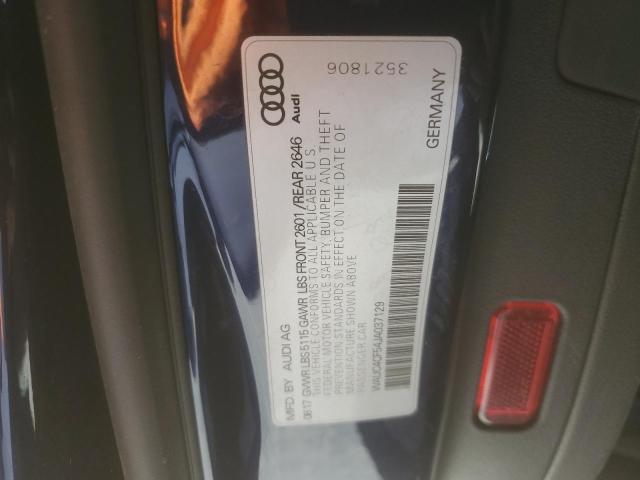 MFD BY AUDI AG
06 17 GVWR LBS 5115 GAWR LBS FRONT 2601 / REAR 2646
THIS VEHICLE CONFORMS TO ALL APPLICABLE U S
FEDERAL MOTOR VEHICLE SAFETY, BUMPER AND THEFT
PREVENTION STANDARDS IN EFFECT ON THE DATE OF
MANUFACTURE SHOWN ABOVE
PASSENGER CAR
WAUC4CF54JA037129
Audi
3521806
GERMANY